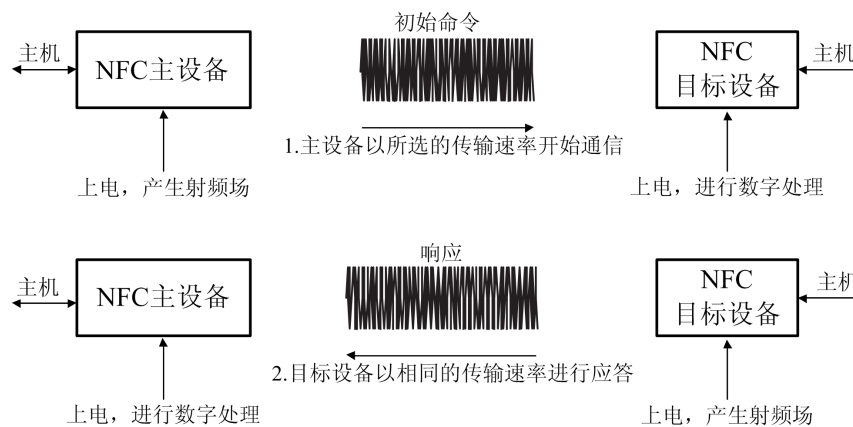 初始命令
主机
NFC主设备
NFC
目标设备
主机
1.主设备以所选的传输速率开始通信
上电，产生射频场
上电，进行数字处理
响应
主机
NFC主设备
NFC
目标设备
主机
2.目标设备以相同的传输速率进行应答
上电，进行数字处理
上电，产生射频场